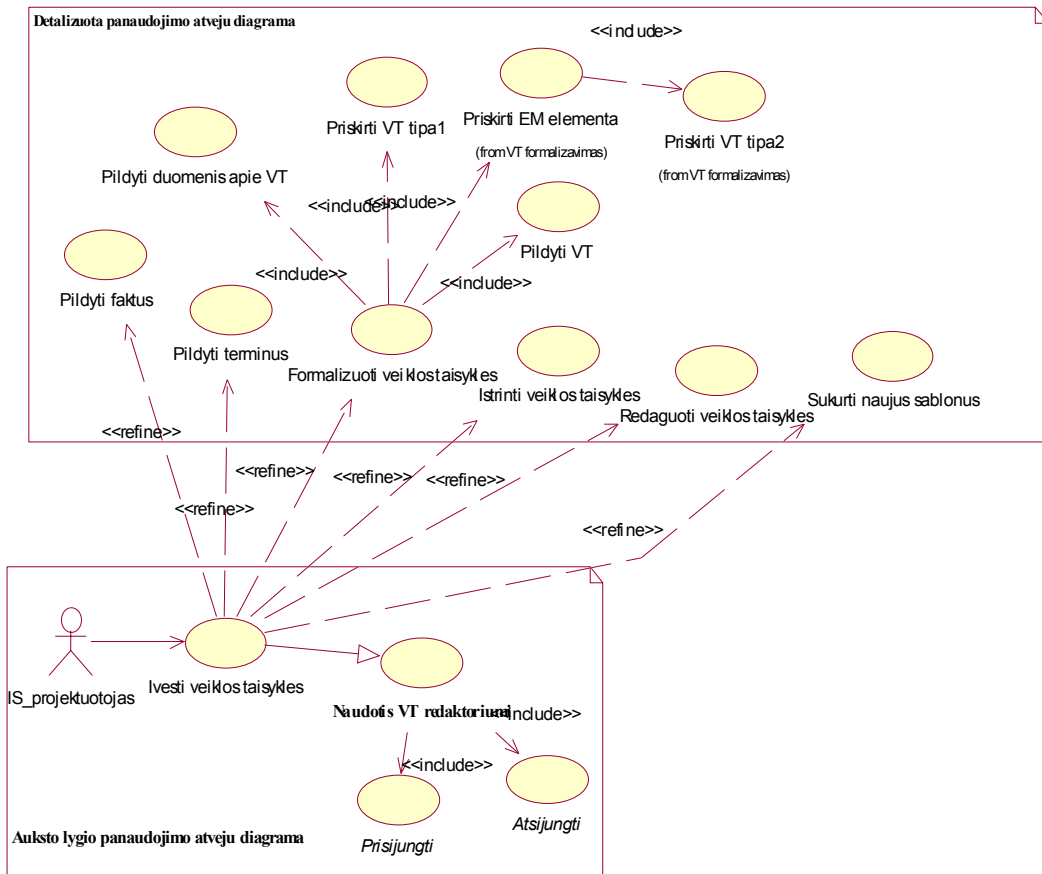 Detalizuota panaudojimo atveju diagrama
<<include>>
Priskirti VT tipa1
Priskirti EM elementa
(from VT formalizavimas)
Priskirti VT tipa2
(from VT formalizavimas)
Pildyti duomenis apie VT
<<include>>
<<include>>
Pildyti VT
<<include>>
<<include>>
Pildyti faktus
Pildyti terminus
Formalizuoti veiklos taisykles
Istrinti veiklos taisykles
Redaguoti veiklos taisykles
Sukurti naujus sablonus
<<refine>>
<<refine>>
<<refine>>
<<refine>>
<<refine>>
<<refine>>
IS_projektuotojas
Ivesti veiklos taisykles
Naudotis VT redaktoriumi
<<include>>
<<include>>
Atsijungti
Prisijungti
Auksto lygio panaudojimo atveju diagrama